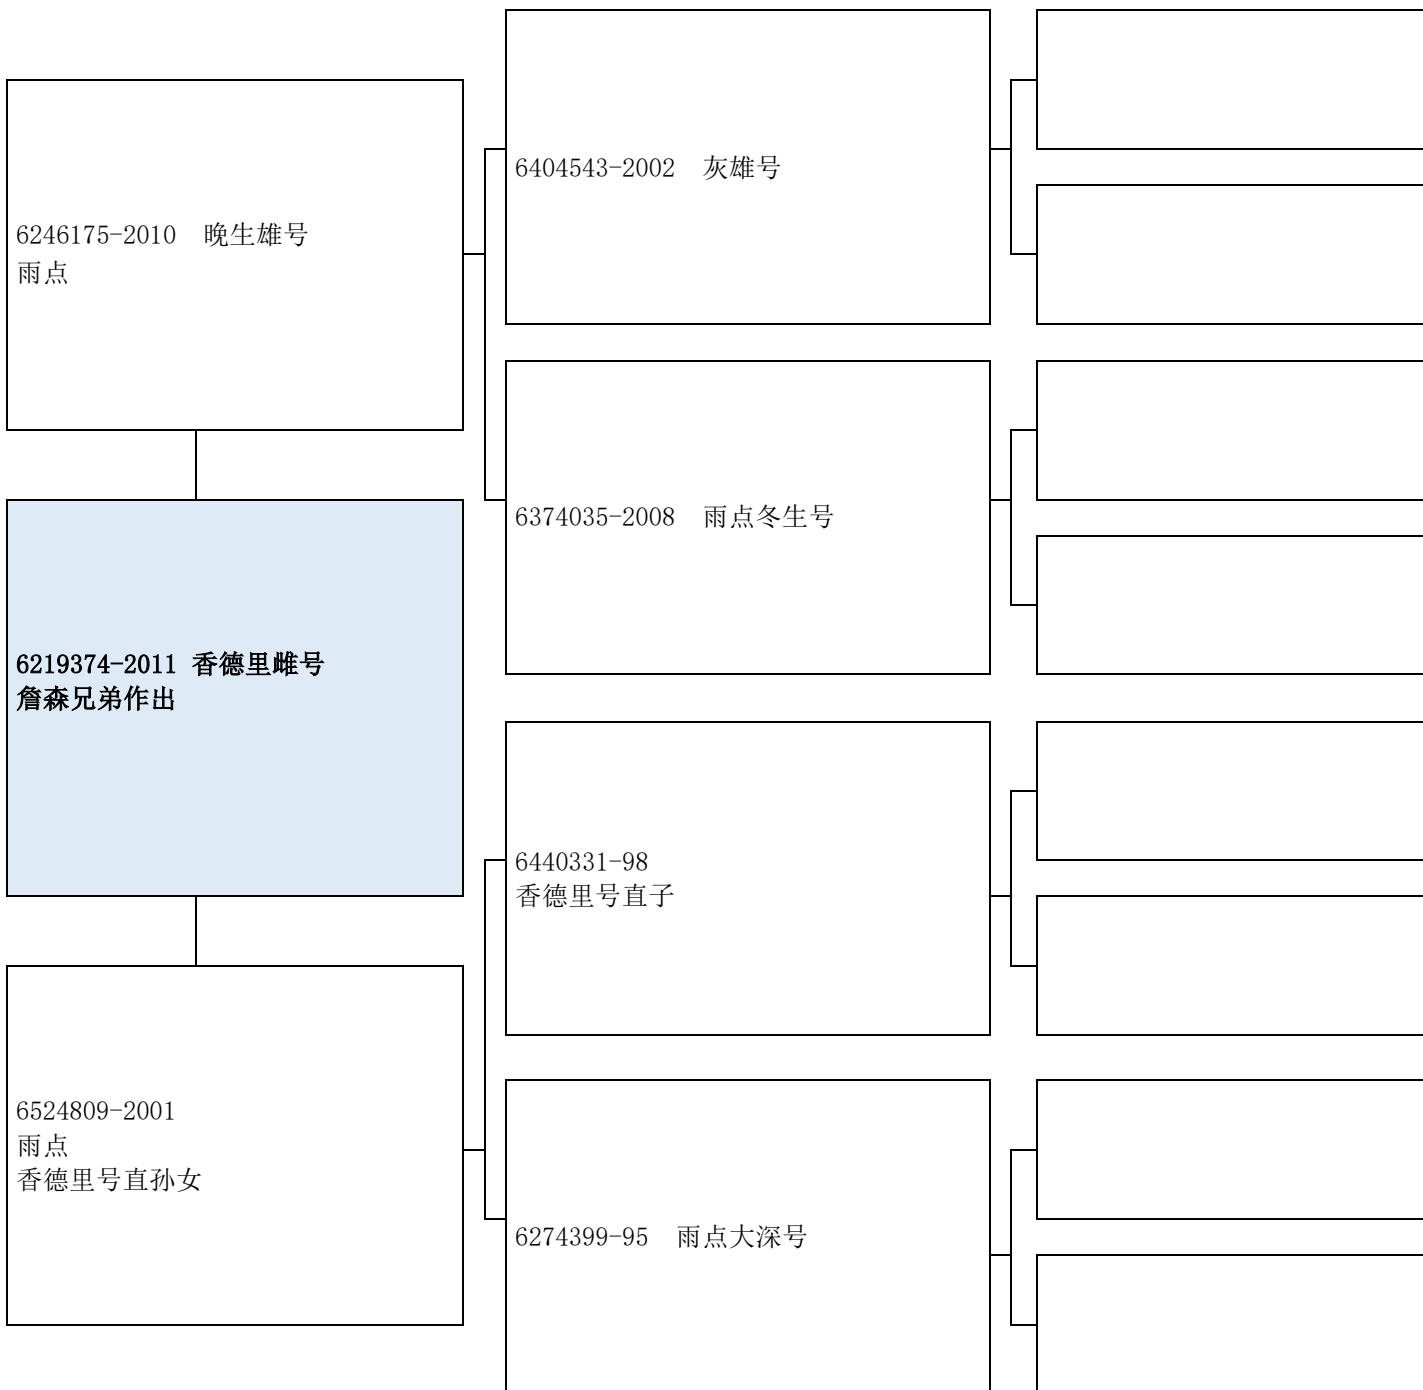 6246175-2010 晚生雄号
雨点
6219374-2011 香德里雌号
詹森兄弟作出
6524809-2001
雨点
香德里号直孙女
6404543-2002 灰雄号
6374035-2008 雨点冬生号
6440331-98
香德里号直子
6274399-95 雨点大深号